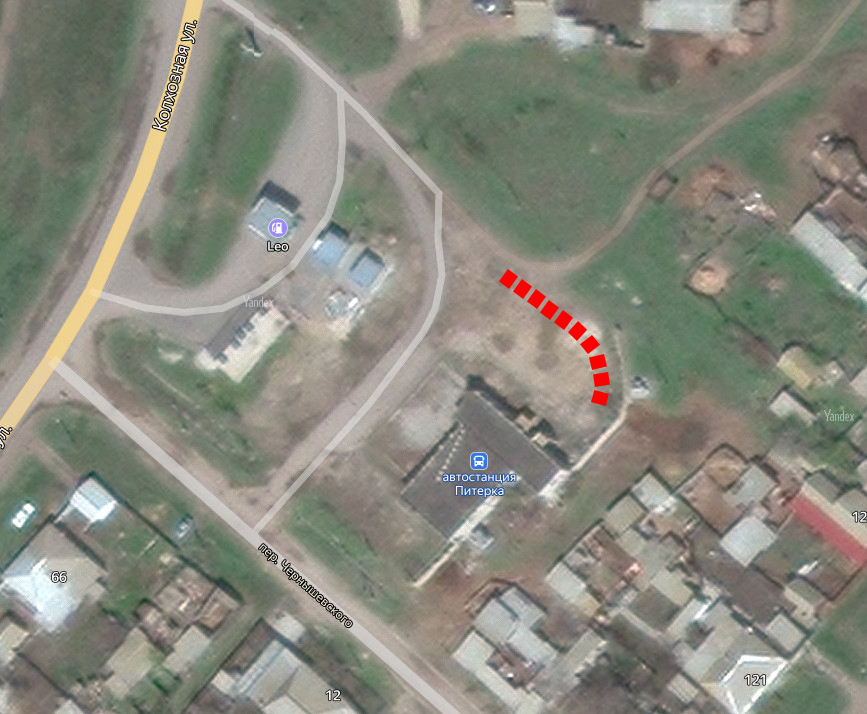 Колхозная ул.
Leo
Yandex
ул.
Yandex
автостанция
Питерка
12
66
пер. Чернышевского
121
12